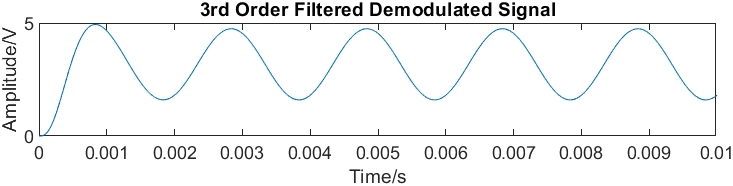 3rd Order Filtered Demodulated Signal
Amplitude/V
5
0
0 0.001 0.002 0.003 0.004 0.005 0.006 0.007 0.008 0.009 0.01
Time/s